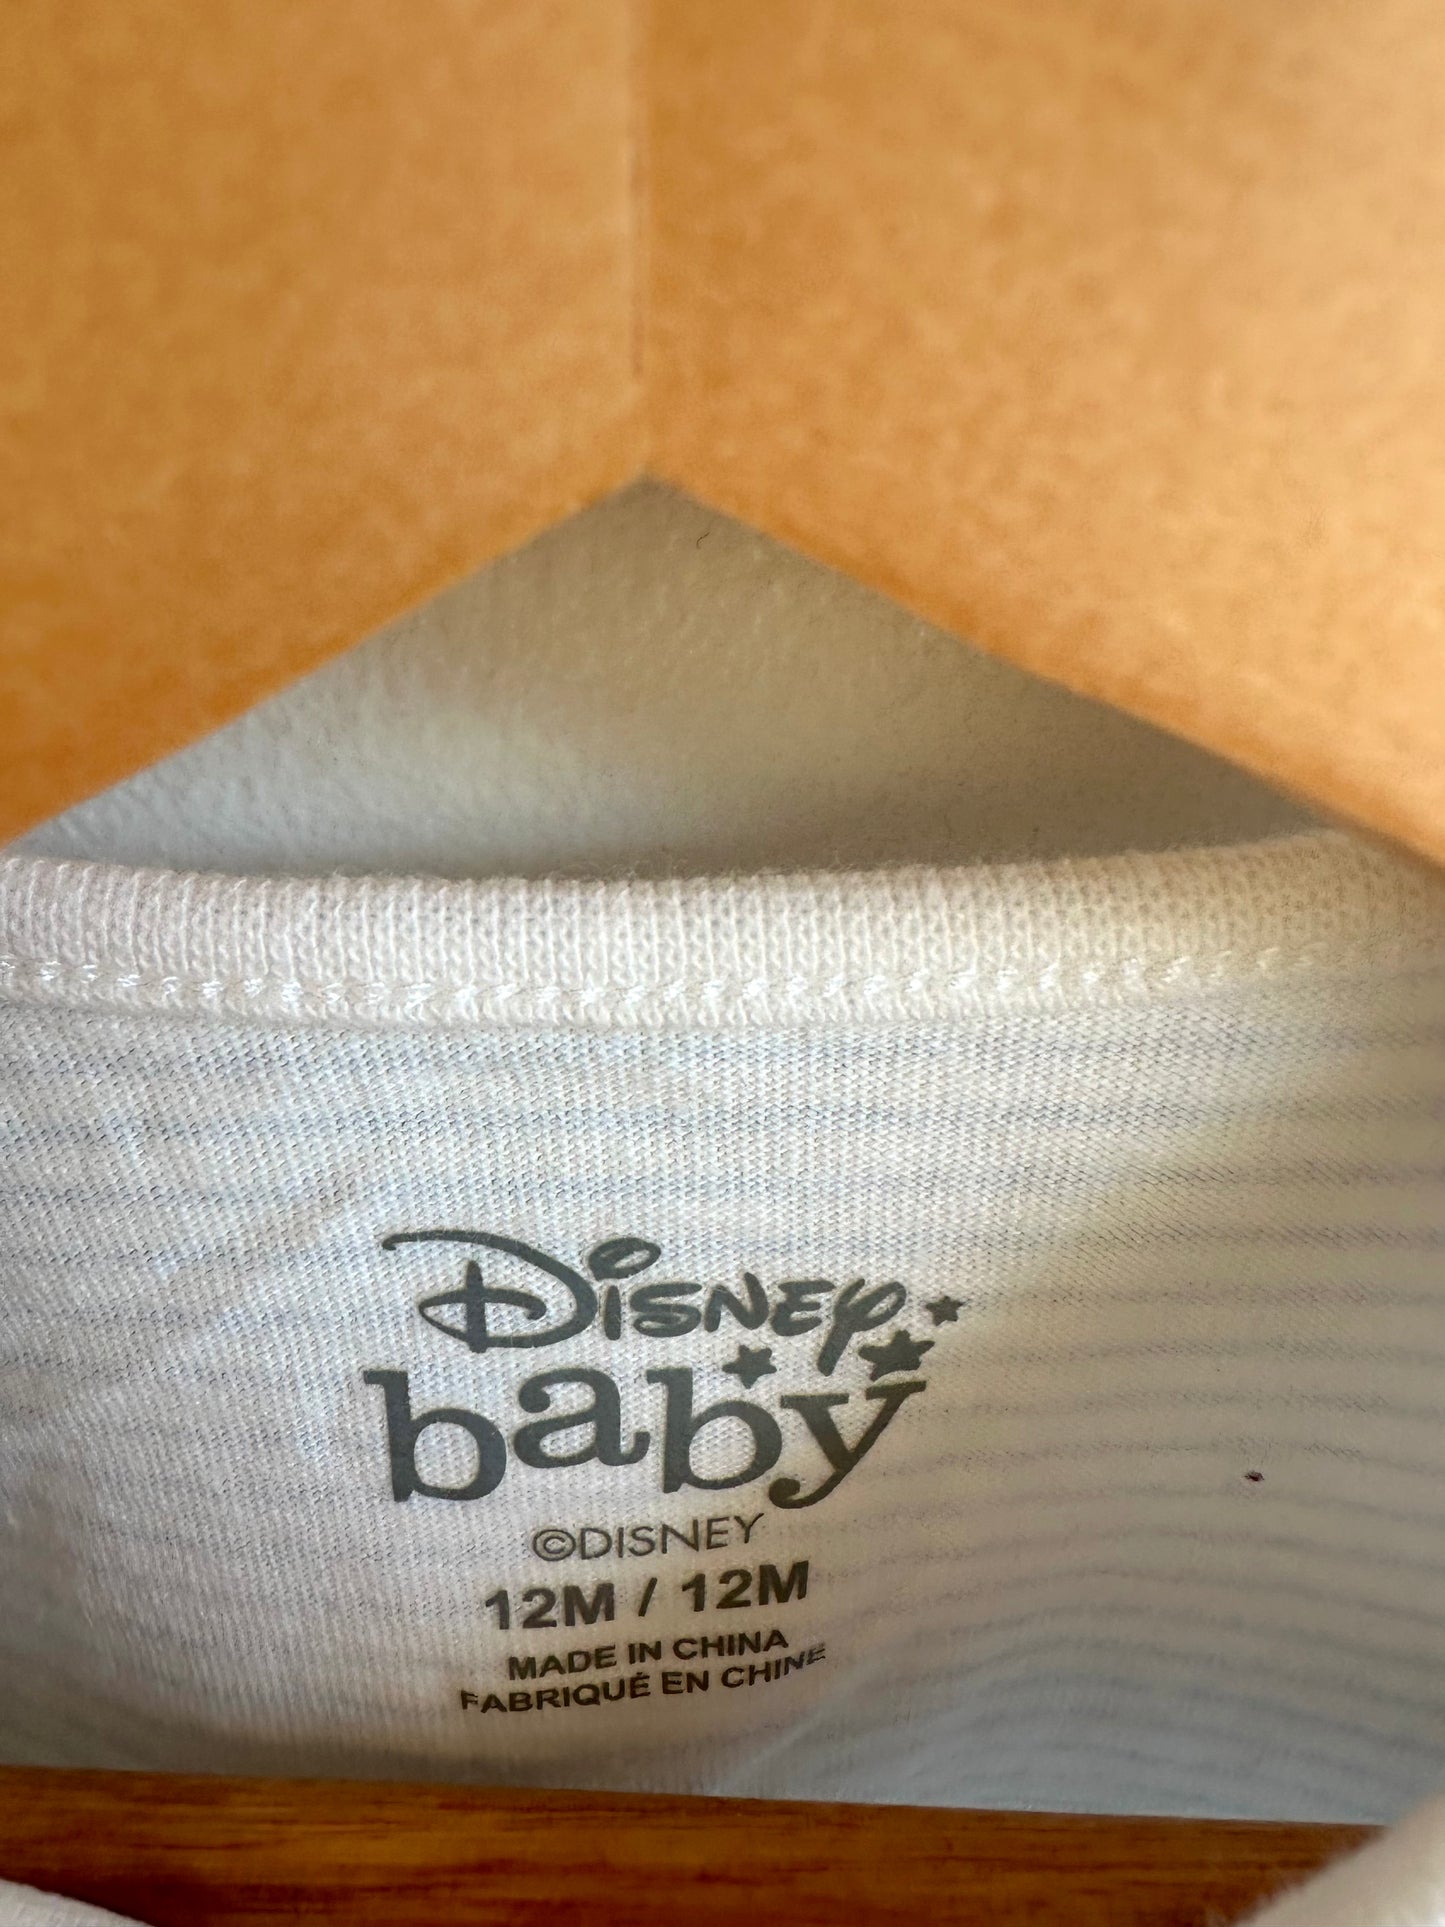 Disney
baby
©DISNEY
12M / 12M
MADE IN CHINA
FABRIQUÉ EN CHINE